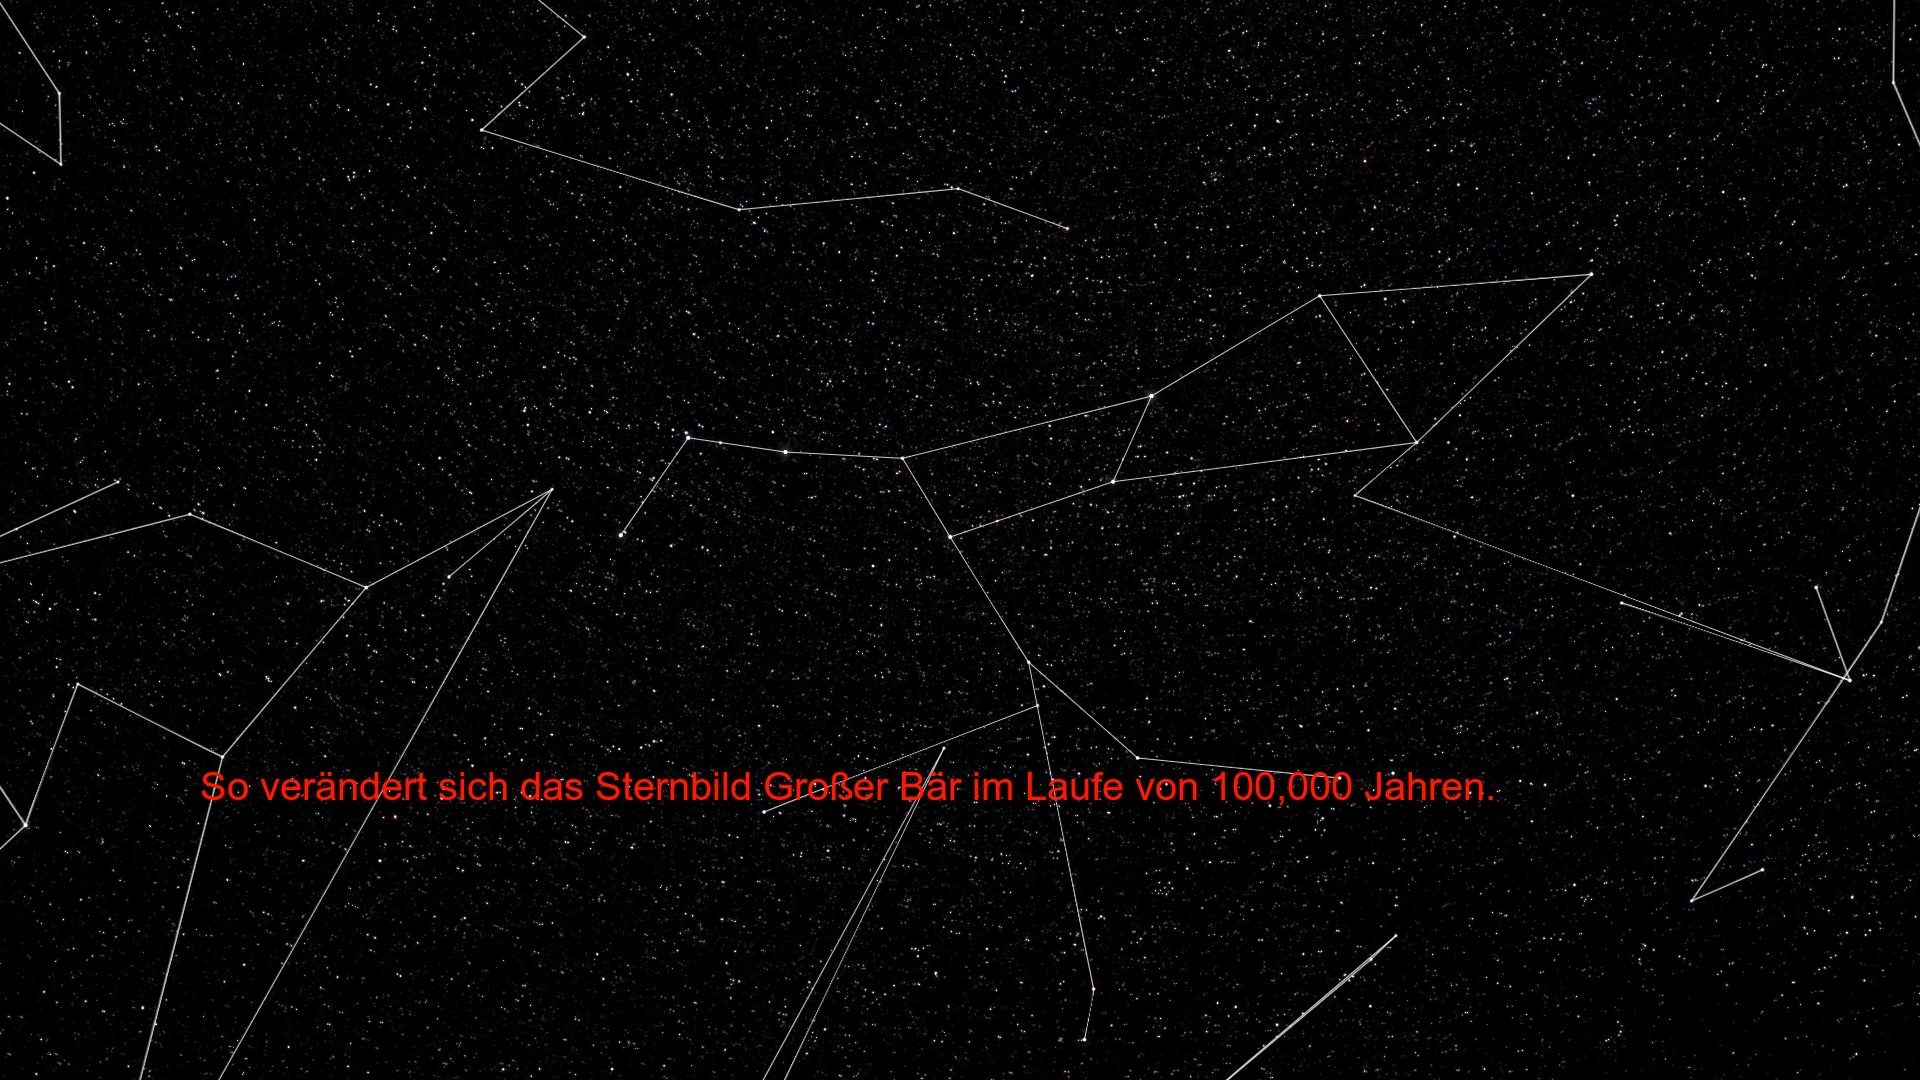 So verändert sich das Sternbild Großer Bär im Laufe von 100,000 Jahren.